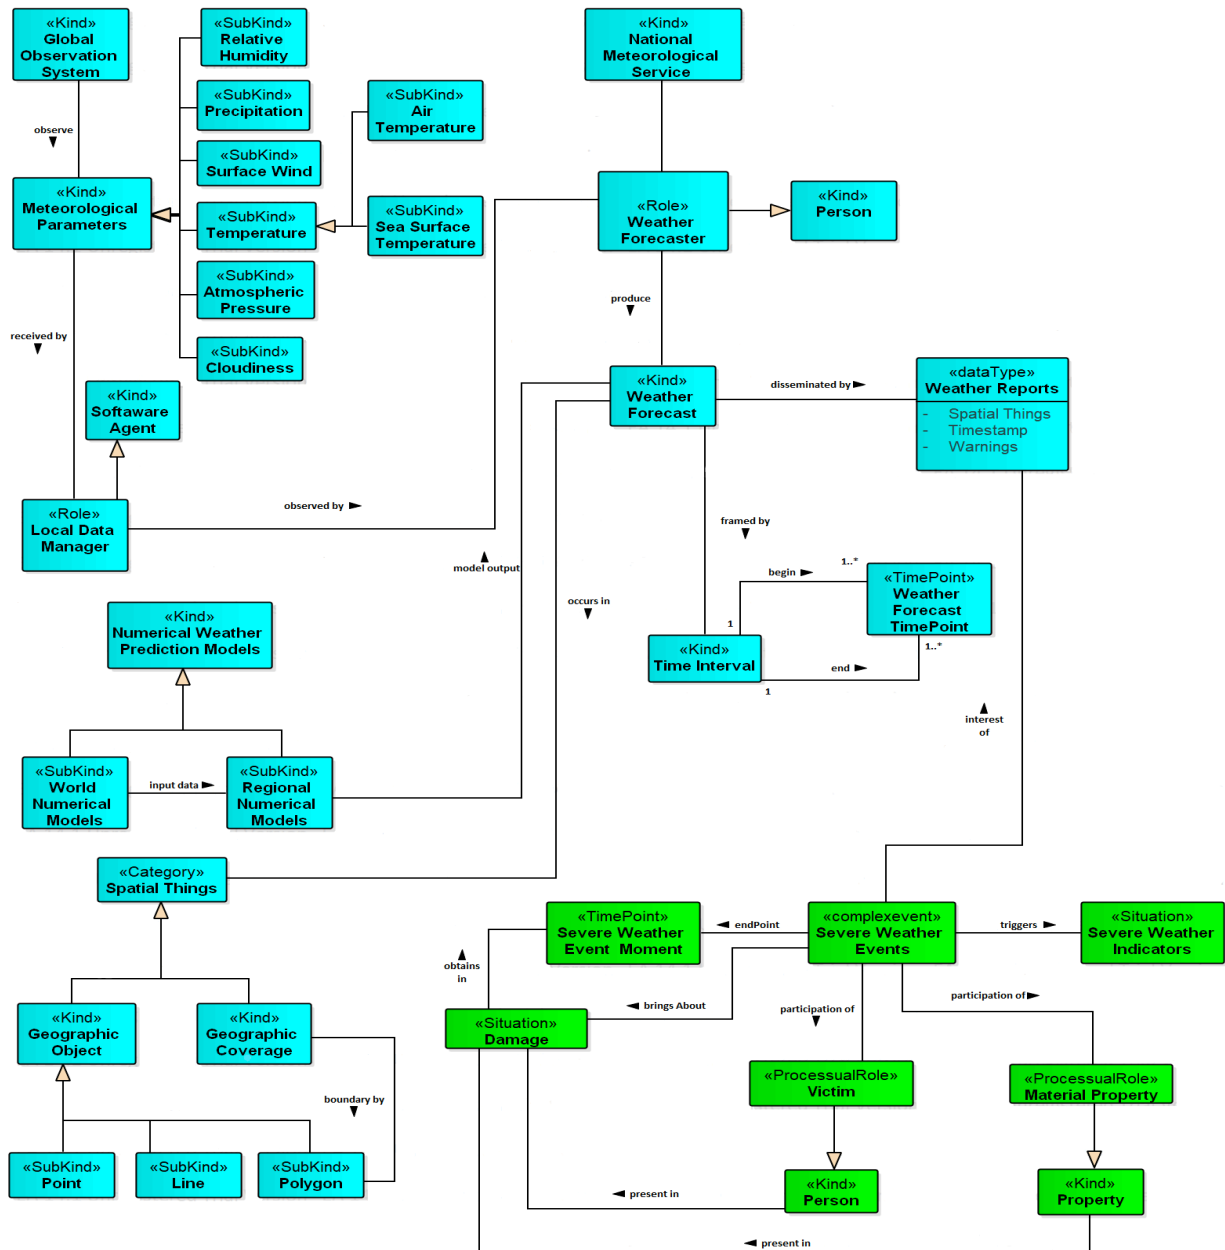 «Kind»
Global
Observation
System
«SubKind»
Relative
Humidity
«Kind»
National
Meteorological
Service
«SubKind»
Precipitation
«SubKind»
Air
Temperature
observe
«SubKind»
Surface Wind
«Kind»
Meteorological
Parameters
«SubKind»
Temperature
«SubKind»
Sea Surface
Temperature
«Role»
Weather
Forecaster
«Kind»
Person
«SubKind»
Atmospheric
Pressure
produce
received by
«SubKind»
Cloudiness
«Kind»
Softaware
Agent
«Kind»
Weather
Forecast
disseminated by
«dataType»
Weather Reports
- Spatial Things
- Timestamp
- Warnings
«Role»
Local Data
Manager
observed by
framed by
model output
occurs in
begin
1..*
1
«TimePoint»
Weather
Forecast
TimePoint
1..*
«Kind»
Time Interval
end
1
«Kind»
Numerical Weather
Prediction Models
interest
of
«SubKind»
World
Numerical
Models
input data
«SubKind»
Regional
Numerical
Models
«Category»
Spatial Things
«TimePoint»
Severe Weather
Event Moment
endPoint
«complexevent»
Severe Weather
Events
triggers
«Situation»
Severe Weather
Indicators
obtains
in
brings About
participation of
participation of
«Kind»
Geographic
Object
«Kind»
Geographic
Coverage
«Situation»
Damage
boundary by
«ProcessualRole»
Victim
«ProcessualRole»
Material Property
«SubKind»
Point
«SubKind»
Line
«SubKind»
Polygon
present in
«Kind»
Person
«Kind»
Property
present in